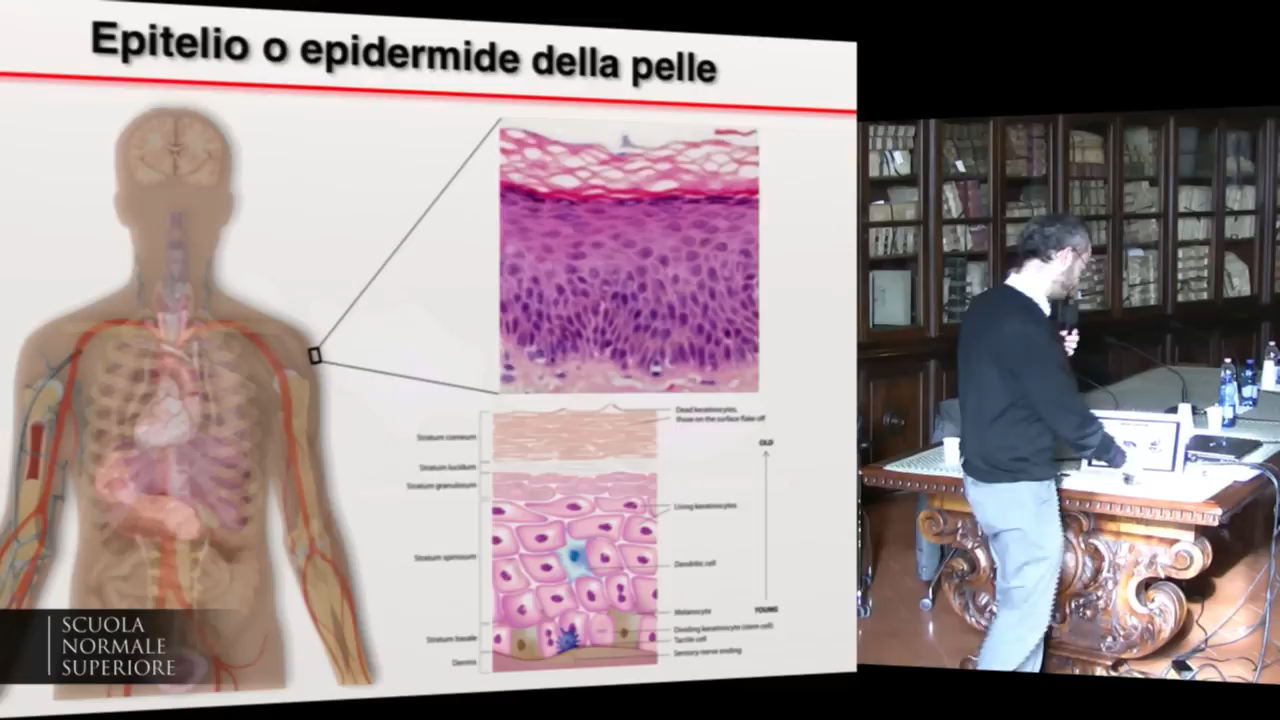 Epitelio o epidermide della pelle
Dead keratinocytes,
those on the surface flake off
Stratum corneum
OLD
Stratum lucidum
Stratum granulosum
Living keratinocytes
Stratum spinosum
Dendritic cell
YOUNG
Melanocyte
Dividing keratinocyte (stem cell)
Stratum basale
Tactile cell
Sensory nerve ending
Dermis
SCUOLA
NORMALE
SUPERIORE